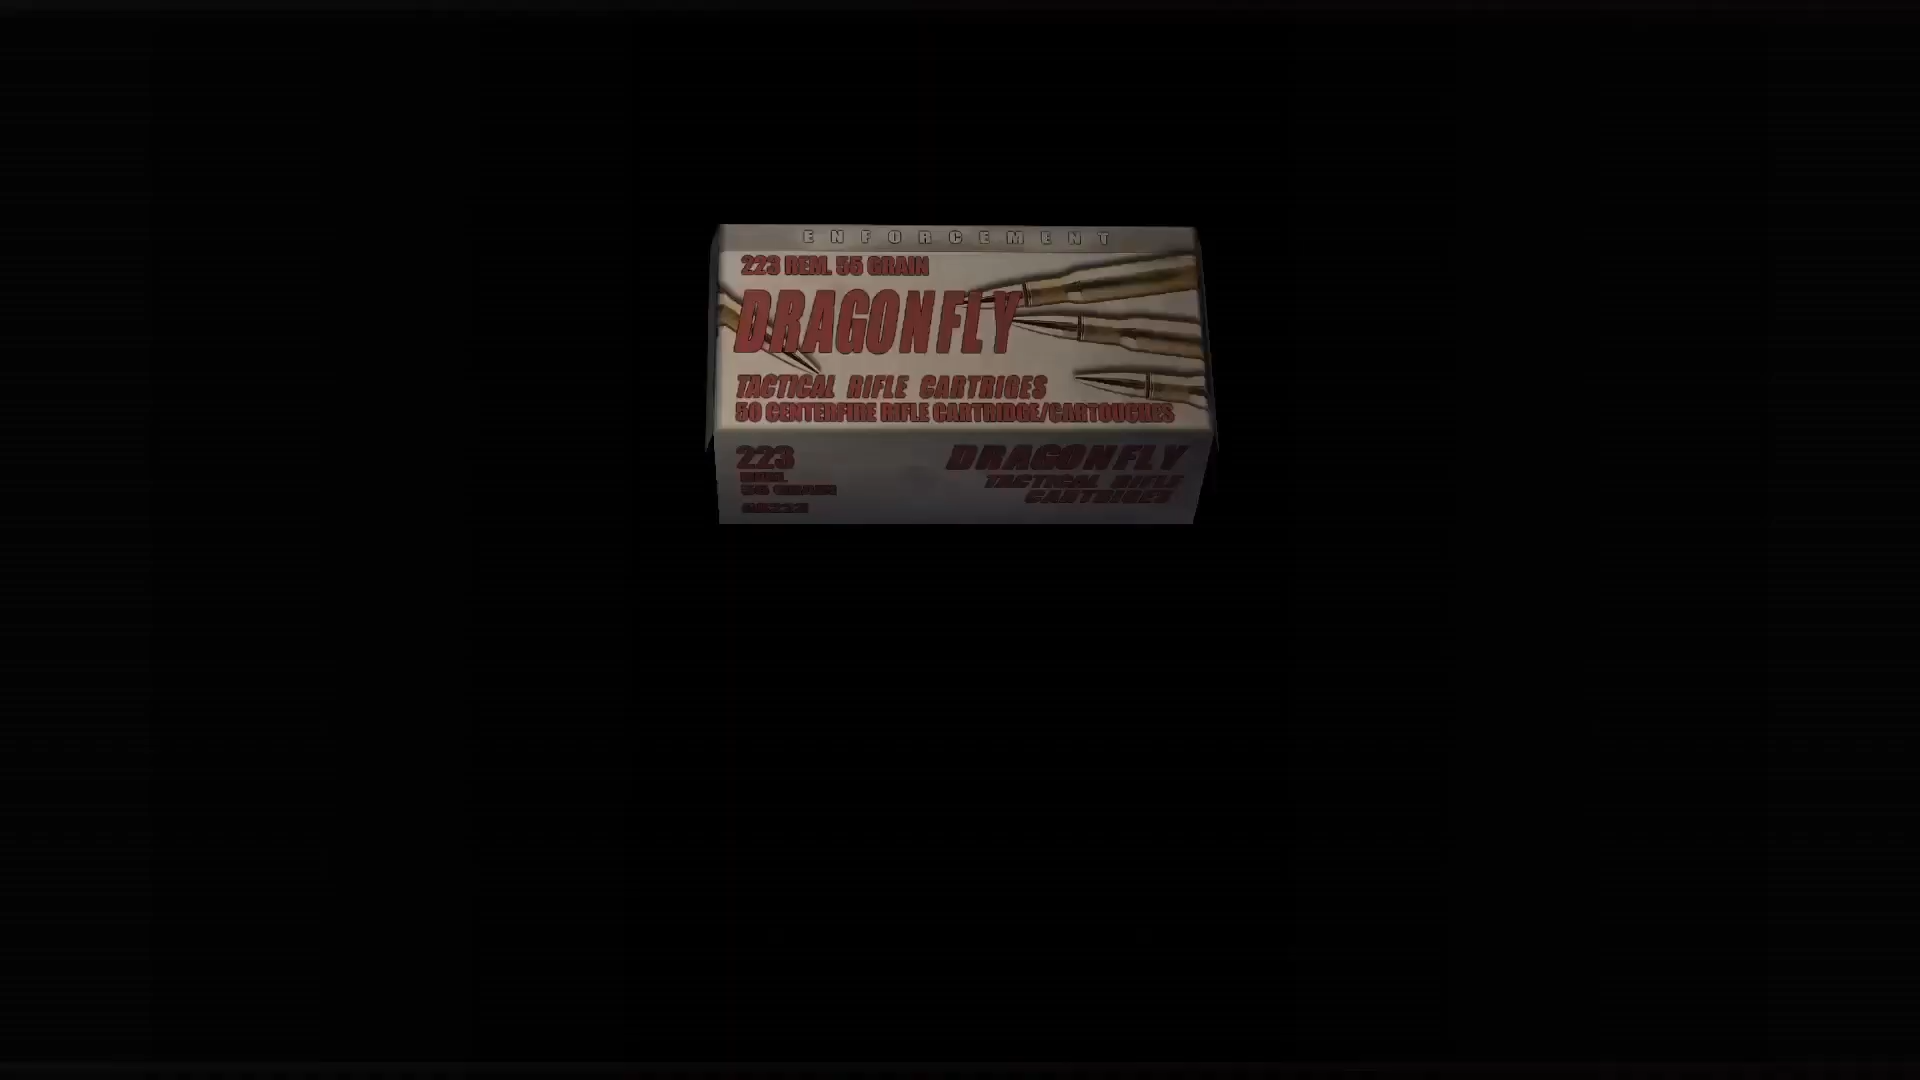 ENFORCEMENT
223 REM. 55 GRAIN
DRAGONFLY
TACTICAL RIFLE CARTRIGES
50 CENTERFIRE RIFLE CARTRIDGE/CARTOUCHES
223
DRAGONFLY
TACTICAL RIFLE
CARTRIGES